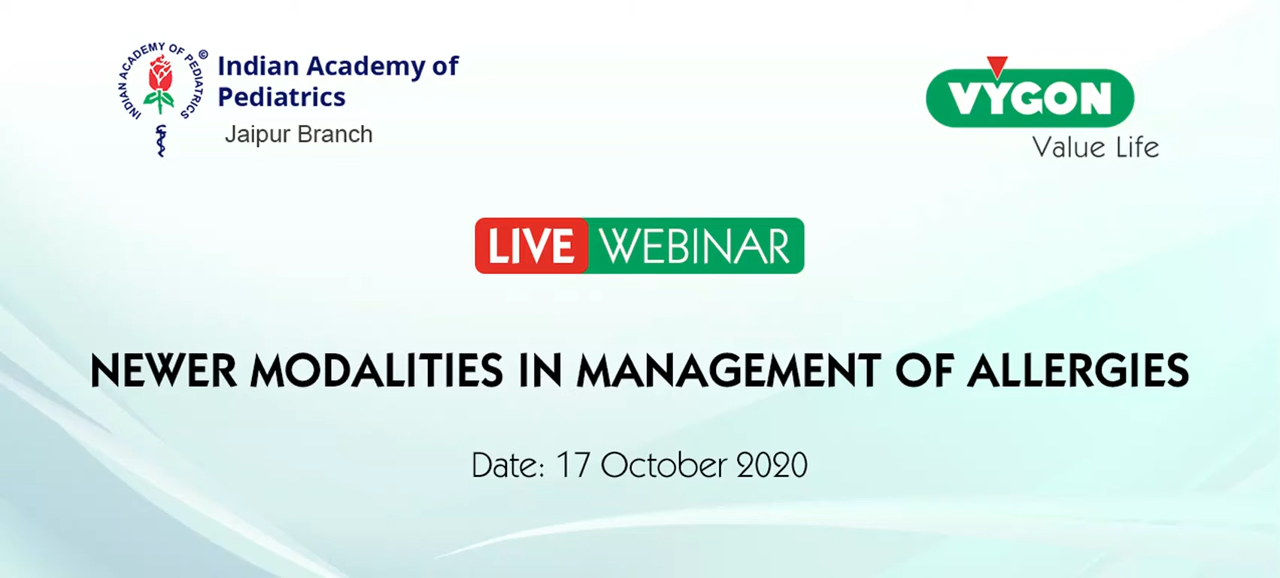 INDIAN ACADEMY OF PEDIATRICS
©
Indian Academy of
Pediatrics
Jaipur Branch
VYGON
Value Life
LIVE WEBINAR
NEWER MODALITIES IN MANAGEMENT OF ALLERGIES
Date: 17 October 2020